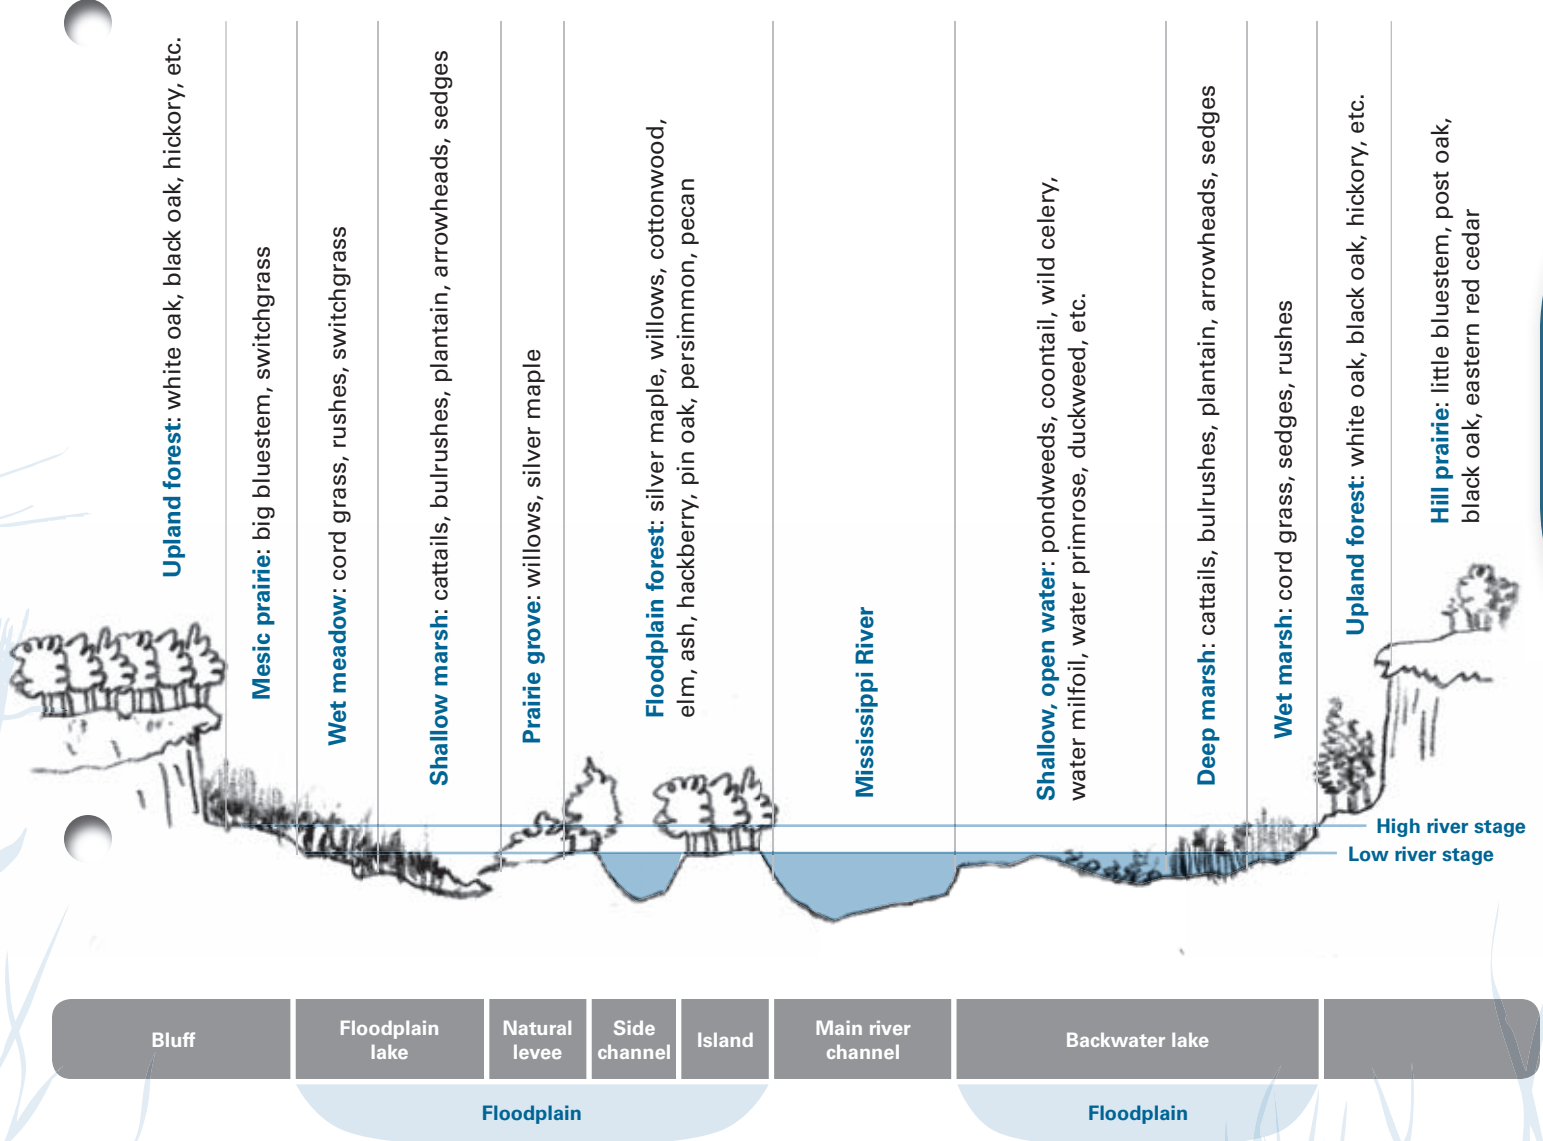 Upland forest: white oak, black oak, hickory, etc.
Mesic prairie: big bluestem, switchgrass
Wet meadow: cord grass, rushes, switchgrass
Shallow marsh: cattails, bulrushes, plantain, arrowheads, sedges
Prairie grove: willows, silver maple
Floodplain forest: silver maple, willows, cottonwood,
elm, ash, hackberry, pin oak, persimmon, pecan
Mississippi River
Shallow, open water: pondweeds, coontail, wild celery,
water milfoil, water primrose, duckweed, etc.
Deep marsh: cattails, bulrushes, plantain, arrowheads, sedges
Wet marsh: cord grass, sedges, rushes
Upland forest: white oak, black oak, hickory, etc.
Hill prairie: little bluestem, post oak,
black oak, eastern red cedar
High river stage
Low river stage
Bluff
Floodplain
lake
Natural
levee
Side
channel
Island
Main river
channel
Backwater lake
Floodplain
Floodplain